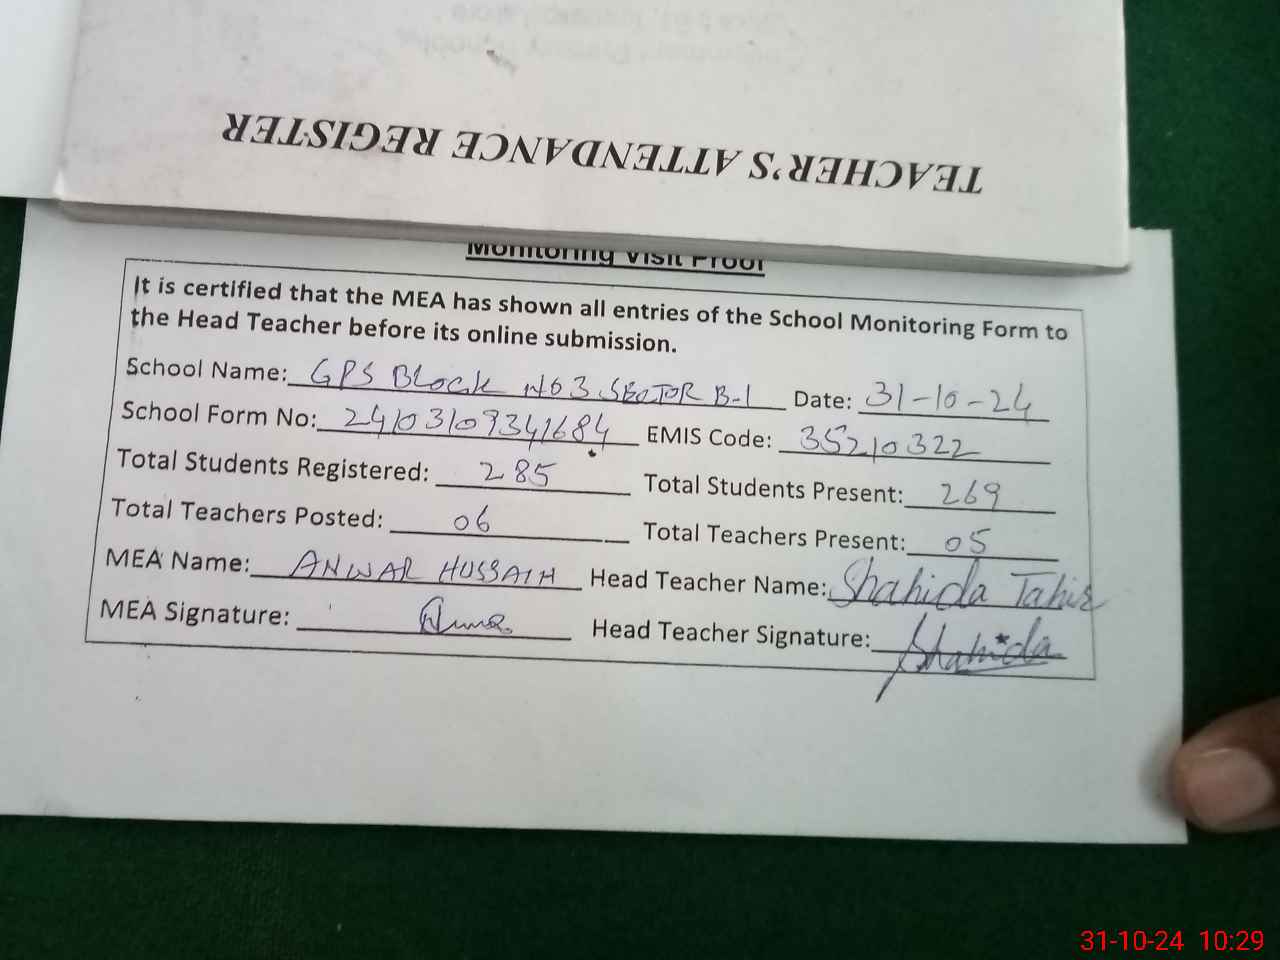 TEACHER'S ATTENDANCE REGISTER
Monitoring Visit Proof
It is certified that the MEA has shown all entries of the School Monitoring Form to
the Head Teacher before its online submission.
School Name: GPS Block No 3 SECTOR B-1 Date: 31-10-24
School Form No: 24103109341684 EMIS Code: 35210322
Total Students Registered: 285 Total Students Present: 269
Total Teachers Posted: 06 Total Teachers Present: 05
MEA Name: ANWAR HUSSAIN Head Teacher Name: Shahida Tahir
MEA Signature: Head Teacher Signature: Shahida
31-10-24 10:29